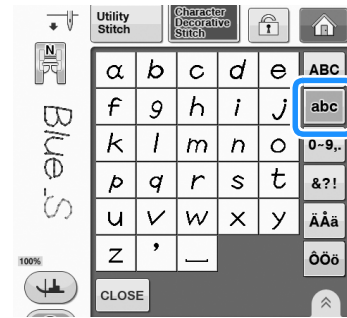 Utility Stitch
Character Decorative Stitch
N
a b c d e ABC
f g h i j abc
k l m n o 0~9,.
p q r s t &?!
u v w x y ÄÅä
z ’ _ ÔÖö
Blue_S
100%
CLOSE